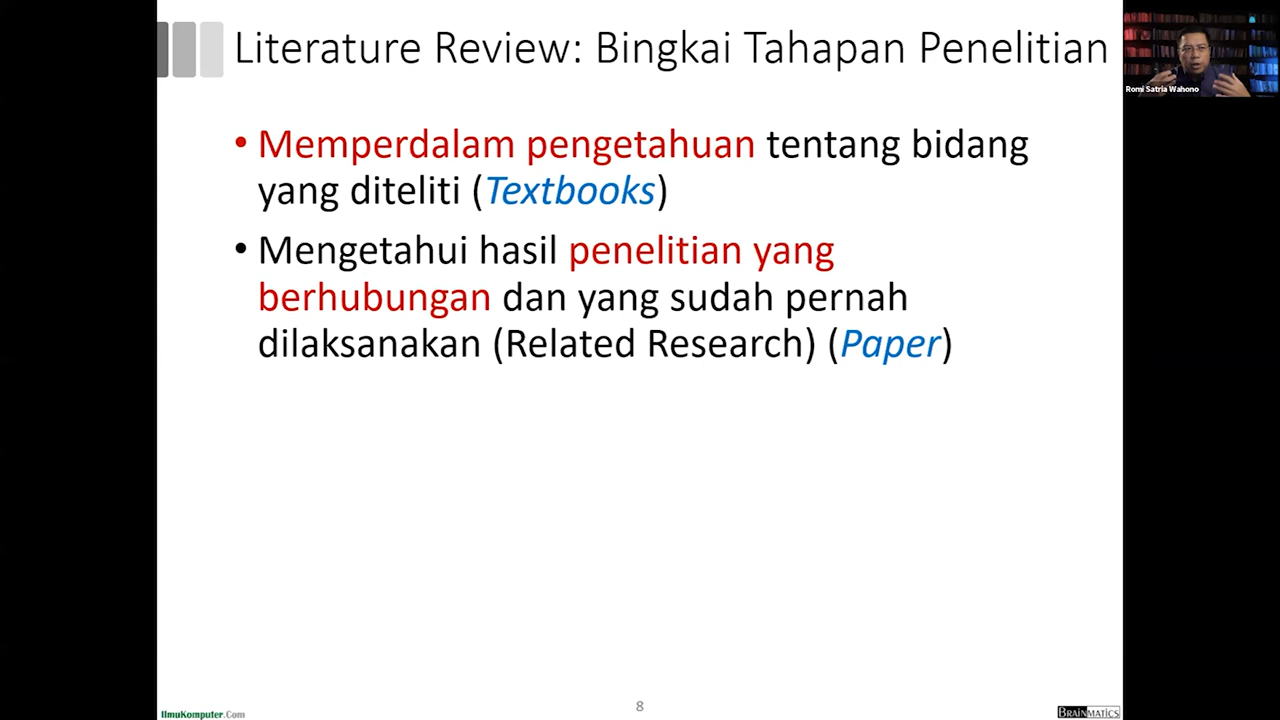 Literature Review: Bingkai Tahapan Penelitian
Romi Satria Wahono
• Memperdalam pengetahuan tentang bidang
yang diteliti (Textbooks)
• Mengetahui hasil penelitian yang
berhubungan dan yang sudah pernah
dilaksanakan (Related Research) (Paper)
IlmuKomputer.Com
8
BRAINMATICS